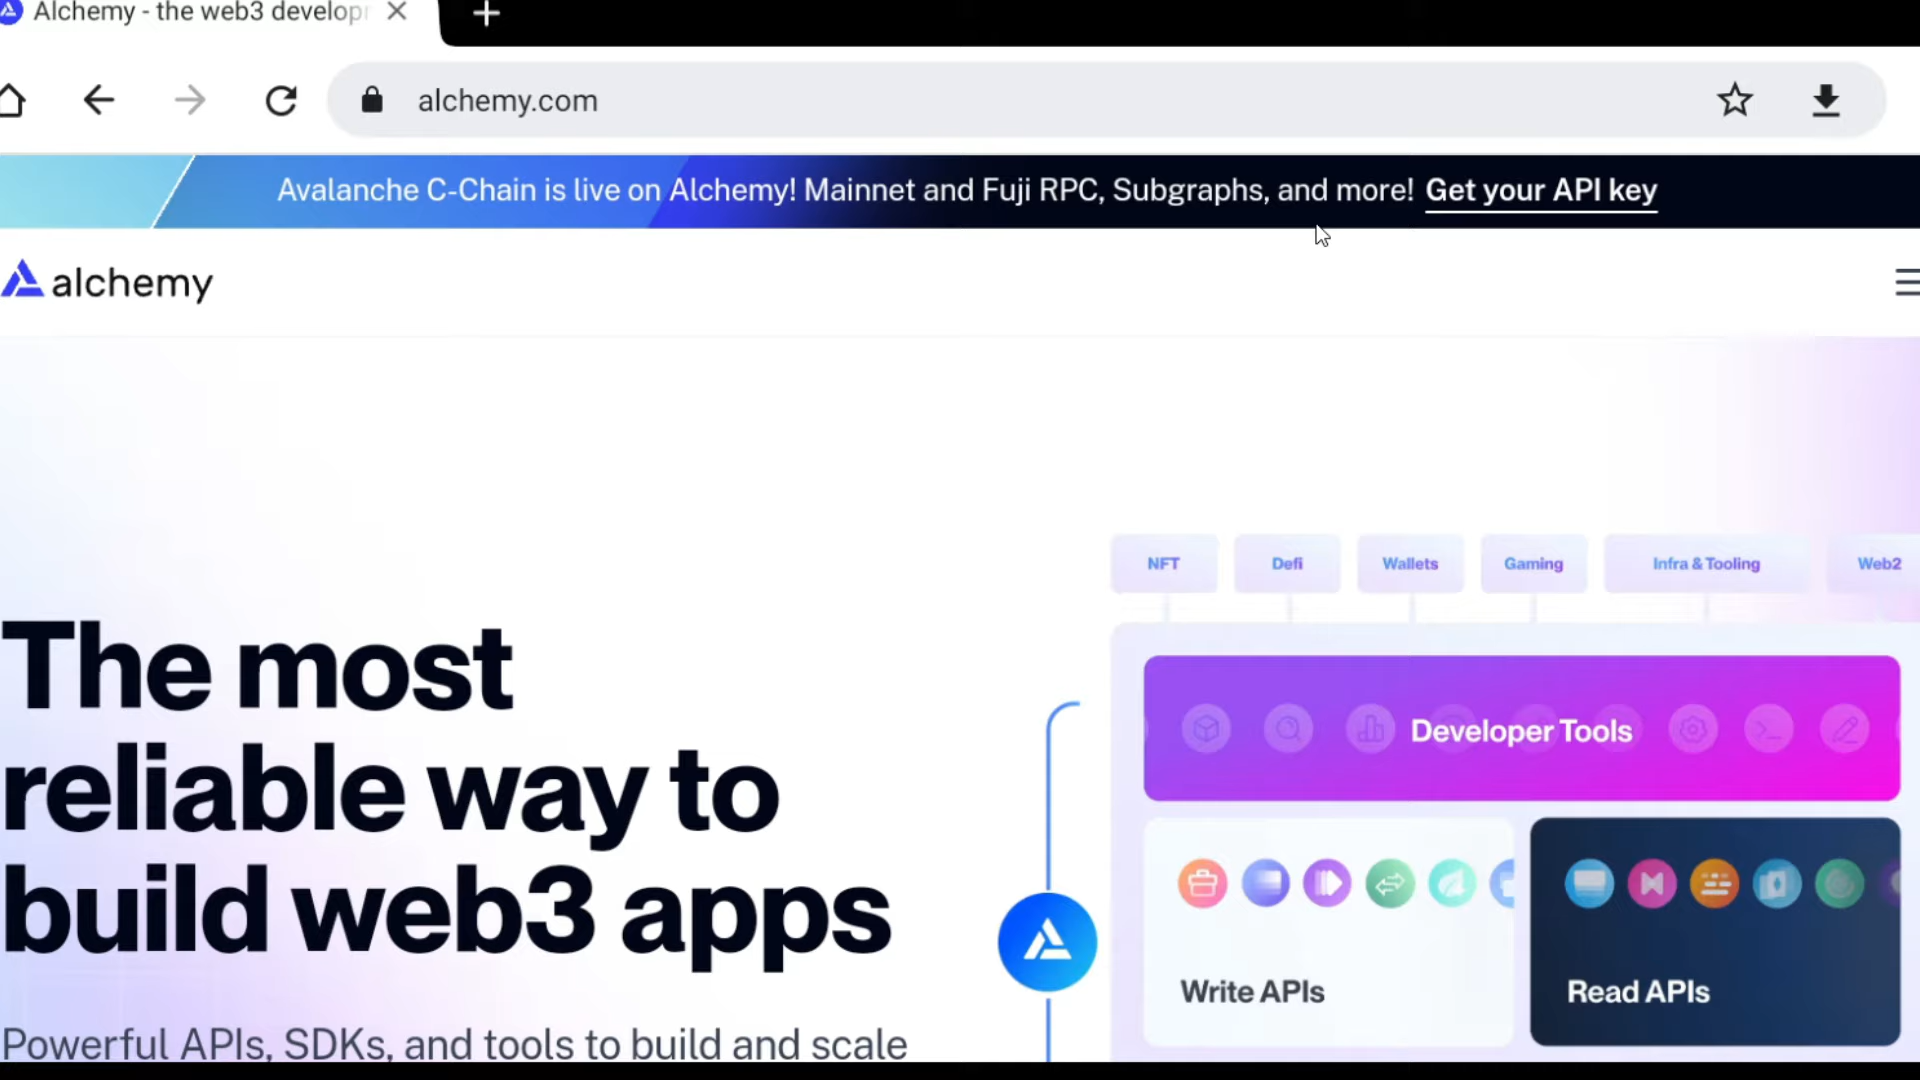 Alchemy - the web3 develop
alchemy.com
Avalanche C-Chain is live on Alchemy! Mainnet and Fuji RPC, Subgraphs, and more! Get your API key
alchemy
NFT
Defi
Wallets
Gaming
Infra & Tooling
Web2
The most
reliable way to
build web3 apps
Powerful APIs, SDKs, and tools to build and scale
Developer Tools
Write APIs
Read APIs